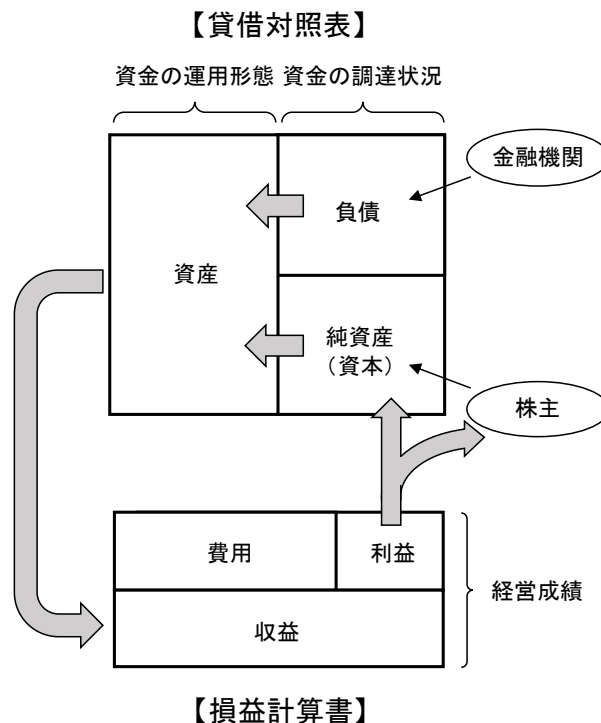 【貸借対照表】
資金の運用形態 資金の調達状況
金融機関
負債
資産
純資産
（資本）
株主
費用
利益
経営成績
収益
【損益計算書】